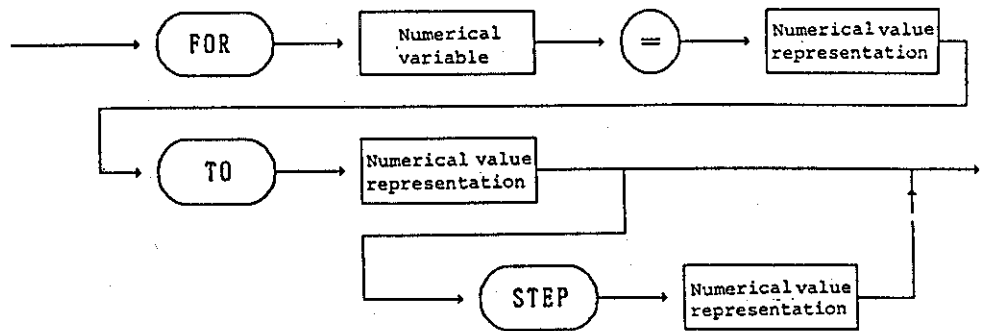 FOR
Numerical
variable
=
Numerical value
representation
TO
Numerical value
representation
STEP
Numerical value
representation